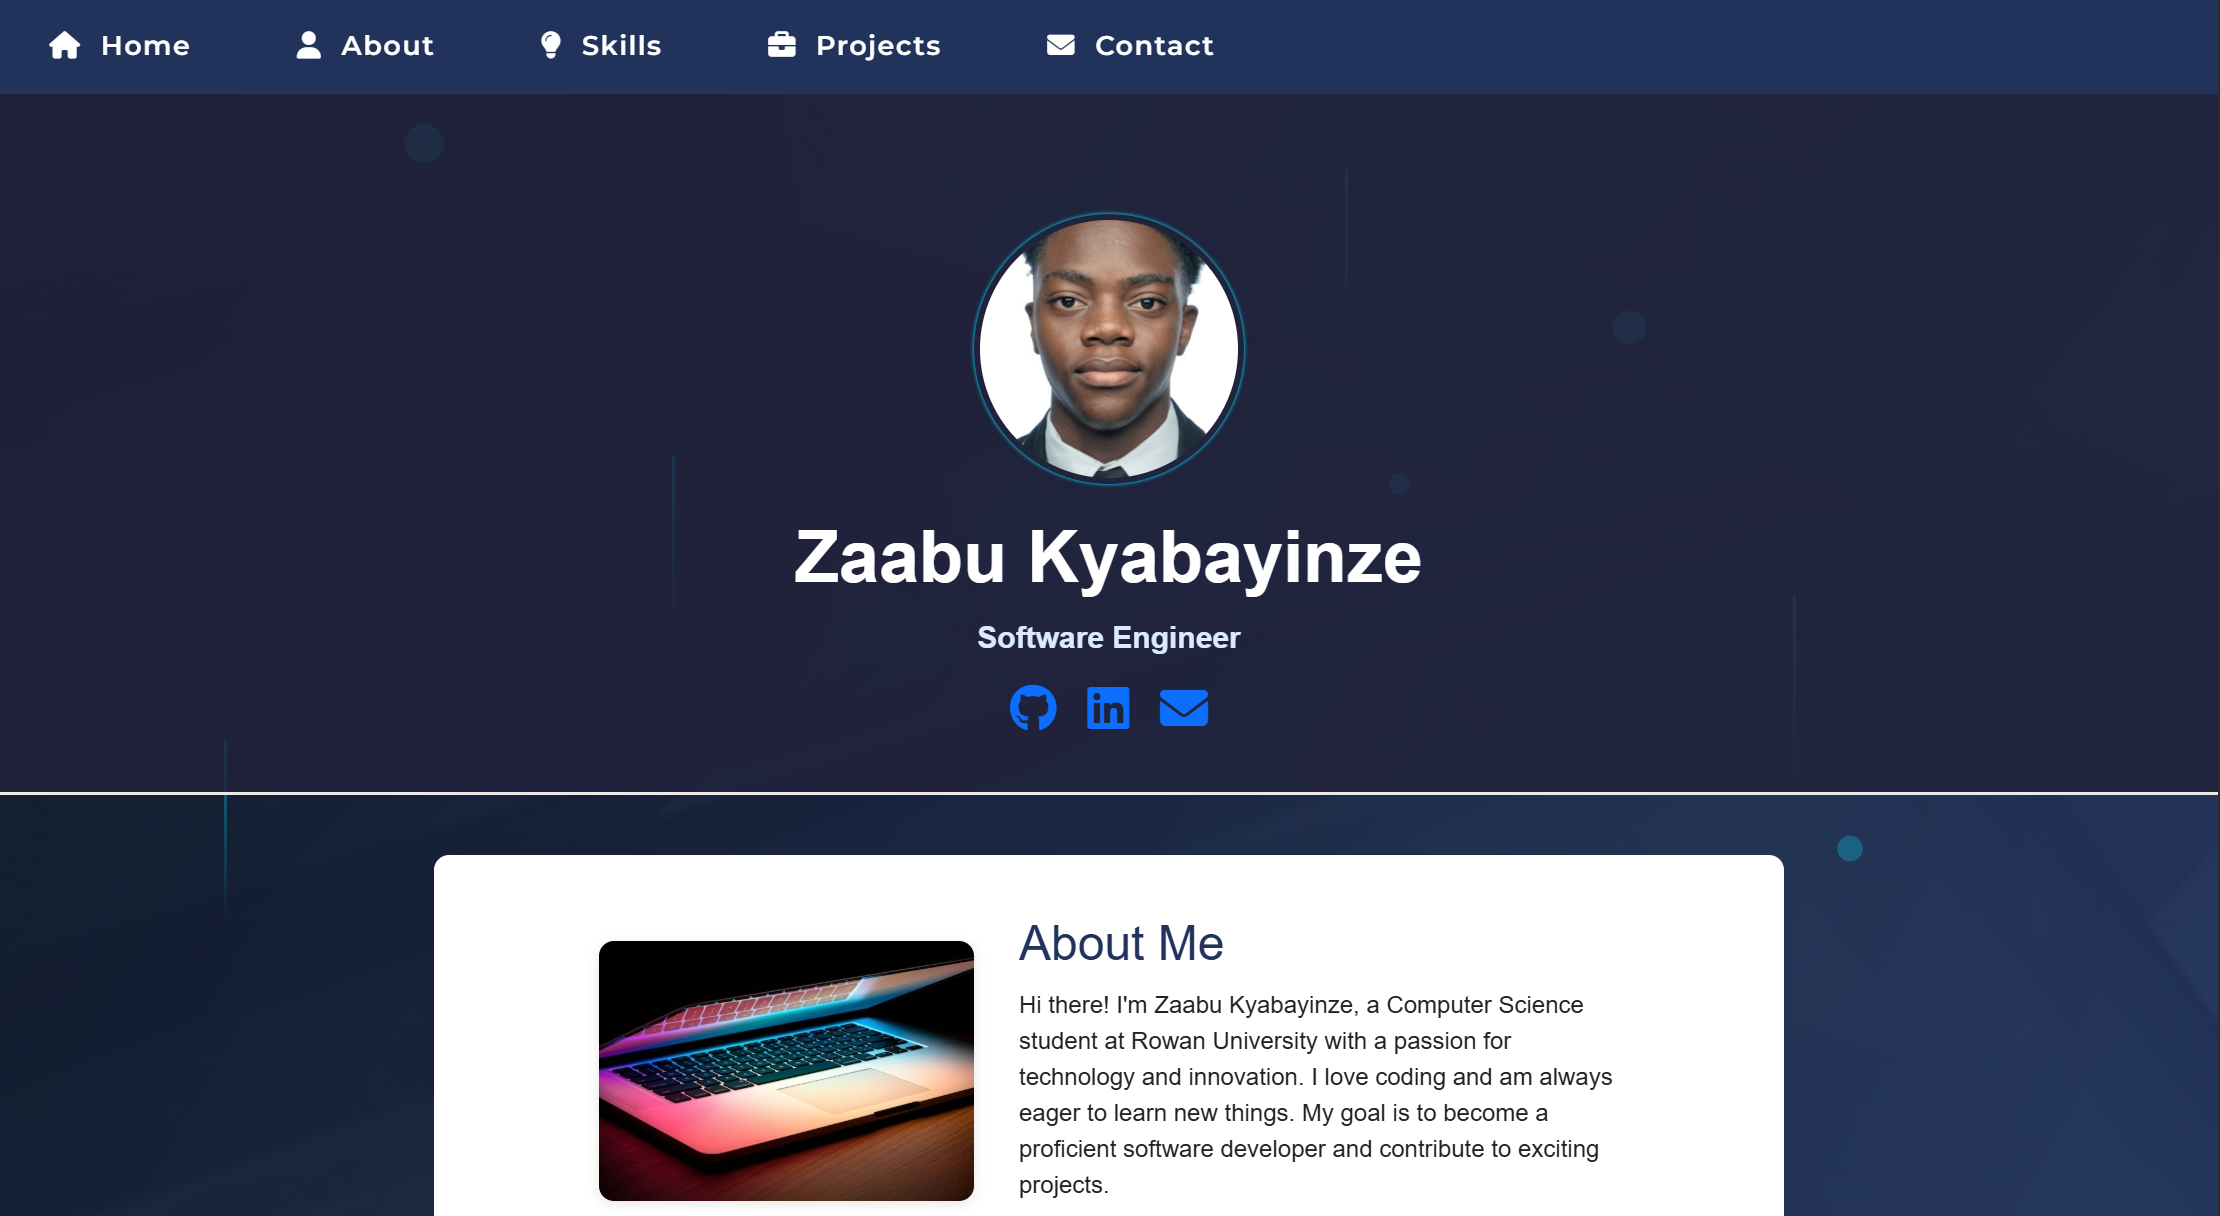 Home About Skills Projects Contact
Zaabu Kyabayinze
Software Engineer
About Me
Hi there! I'm Zaabu Kyabayinze, a Computer Science
student at Rowan University with a passion for
technology and innovation. I love coding and am always
eager to learn new things. My goal is to become a
proficient software developer and contribute to exciting
projects.